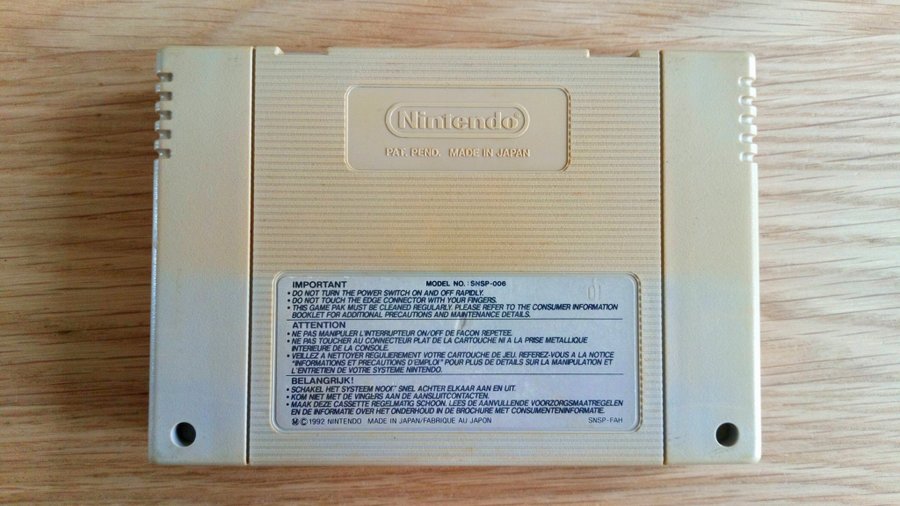 Nintendo
PAT. PEND. MADE IN JAPAN
IMPORTANT MODEL NO. : SNSP-006
• DO NOT TURN THE POWER SWITCH ON AND OFF RAPIDLY.
• DO NOT TOUCH THE EDGE CONNECTOR WITH YOUR FINGERS.
• THIS GAME PAK MUST BE CLEANED REGULARLY. PLEASE REFER TO THE CONSUMER INFORMATION
BOOKLET FOR ADDITIONAL PRECAUTIONS AND MAINTENANCE DETAILS.
ATTENTION
• NE PAS MANIPULER L'INTERRUPTEUR ON/OFF DE FACON REPETEE.
• NE PAS TOUCHER AU CONNECTEUR PLAT DE LA CARTOUCHE NI A LA PRISE METALLIQUE
INTERIEURE DE LA CONSOLE.
• VEILLEZ A NETTOYER REGULIEREMENT VOTRE CARTOUCHE DE JEU. REFEREZ-VOUS A LA NOTICE
"INFORMATIONS ET PRECAUTIONS D'EMPLOI" POUR PLUS DE DETAILS SUR LA MANIPULATION ET
L'ENTRETIEN DE VOTRE SYSTEME NINTENDO.
BELANGRIJK!
• SCHAKEL HET SYSTEEM NOOIT SNEL ACHTER ELKAAR AAN EN UIT.
• KOM NIET MET DE VINGERS AAN DE AANSLUITCONTACTEN.
• MAAK DEZE CASSETTE REGELMATIG SCHOON. LEES DE AANVULLENDE VOORZORGSMAATREGELEN
EN DE INFORMATIE OVER HET ONDERHOUD IN DE BROCHURE MET CONSUMENTENINFORMATIE.
Ⓜ © 1992 NINTENDO MADE IN JAPAN/FABRIQUE AU JAPON SNSP-FAH